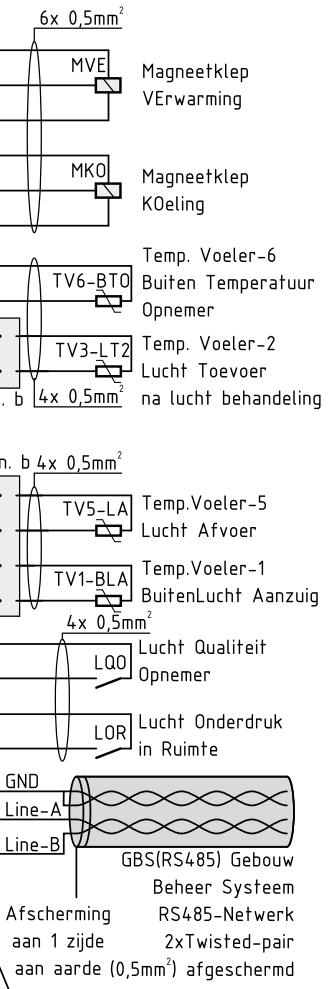 6x 0,5mm²
MVE
Magneetklep
VErwarming
MKO
Magneetklep
KOeling
Temp. Voeler-6
TV6-BTO Buiten Temperatuur
Opnemer
TV3-LT2 Temp. Voeler-2
Lucht Toevoer
. b 4x 0,5mm² na lucht behandeling
n. b 4x 0,5mm²
TV5-LA Temp.Voeler-5
Lucht Afvoer
TV1-BLA Temp.Voeler-1
BuitenLucht Aanzuig
4x 0,5mm²
Lucht Qualiteit
LQO Opnemer
LOR Lucht Onderdruk
in Ruimte
GND
Line-A
Line-B
GBS(RS485) Gebouw
Beheer Systeem
Afscherming RS485-Netwerk
aan 1 zijde 2xTwisted-pair
aan aarde (0,5mm²) afgeschermd